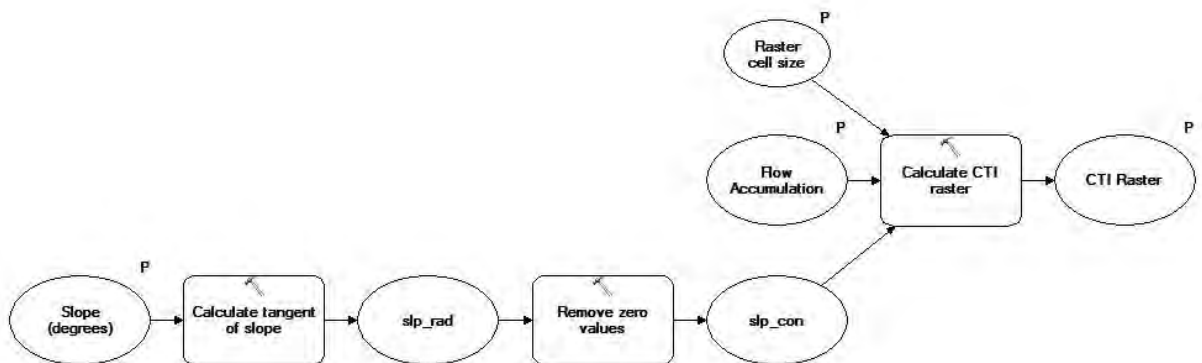 P
Raster
cell size
P
Flow
Accumulation
Calculate CTI
raster
P
CTI Raster
P
Slope
(degrees)
Calculate tangent
of slope
slp_rad
Remove zero
values
slp_con